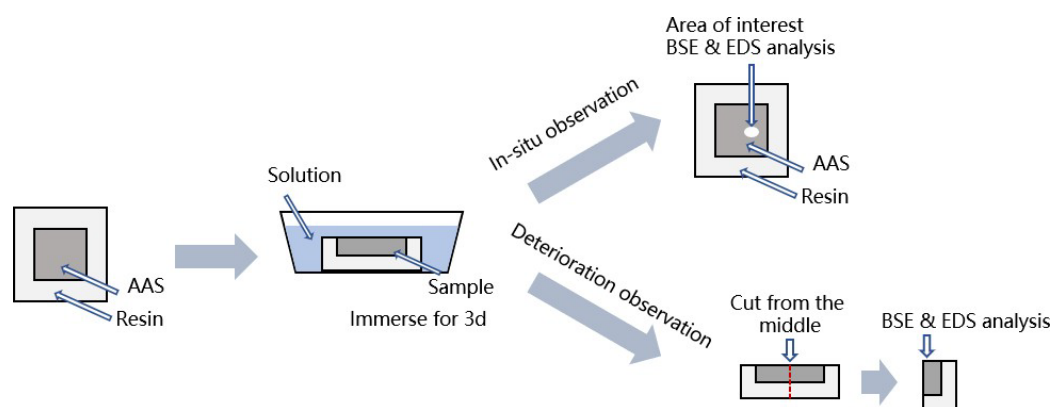 AAS
Resin
Solution
Sample
Immerse for 3d
In-situ observation
Deterioration observation
Area of interest
BSE & EDS analysis
AAS
Resin
Cut from the
middle
BSE & EDS analysis